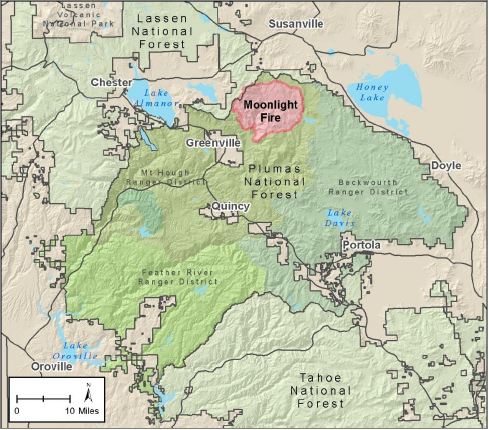 Lassen
Volcanic
National Park
Lassen
National
Forest
Susanville
Chester
Lake
Almanor
Moonlight
Fire
Honey
Lake
Greenville
Doyle
Mt Hough
Ranger District
Plumas
National
Forest
Beckwourth
Ranger District
Quincy
Lake
Davis
Portola
Feather River
Ranger District
Lake
Oroville
Oroville
Tahoe
National
Forest
N
0 10 Miles